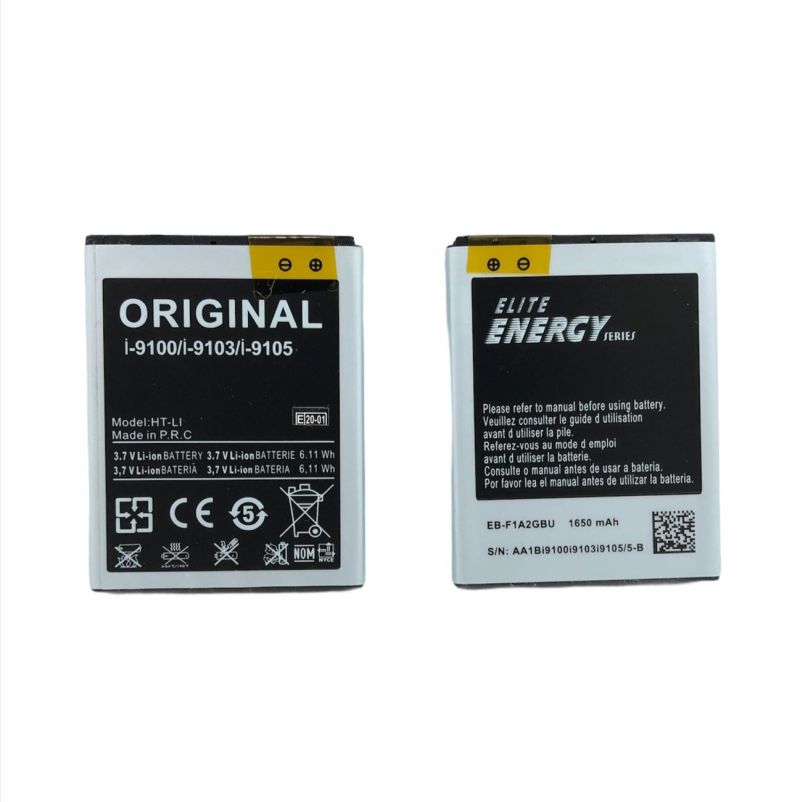 ⊖ ⊕
ORIGINAL
i-9100/i-9103/i-9105
Model:HT-LI
E 20-01
Made in P.R.C
3.7 V Li-ion BATTERY 3.7 V Li-ion BATTERIE 6.11 Wh
3,7 V Li-ion BATERIA 3,7 V Li-ion BATERIA 6,11 Wh
CE
5
NOM
NYCE
⊕ ⊖
ELITE
ENERGY SERIES
Please refer to manual before using battery.
Veuillez consulter le guide d utilisation
avant d utiliser la pile.
Referez-vous au mode d emploi
avant d utiliser la batterie.
Consulte o manual antes de usar a bateria.
Por favor lea el manual antes de utilizar la batería.
EB-F1A2GBU 1650 mAh
S/N: AA1Bi9100i9103i9105/5-B